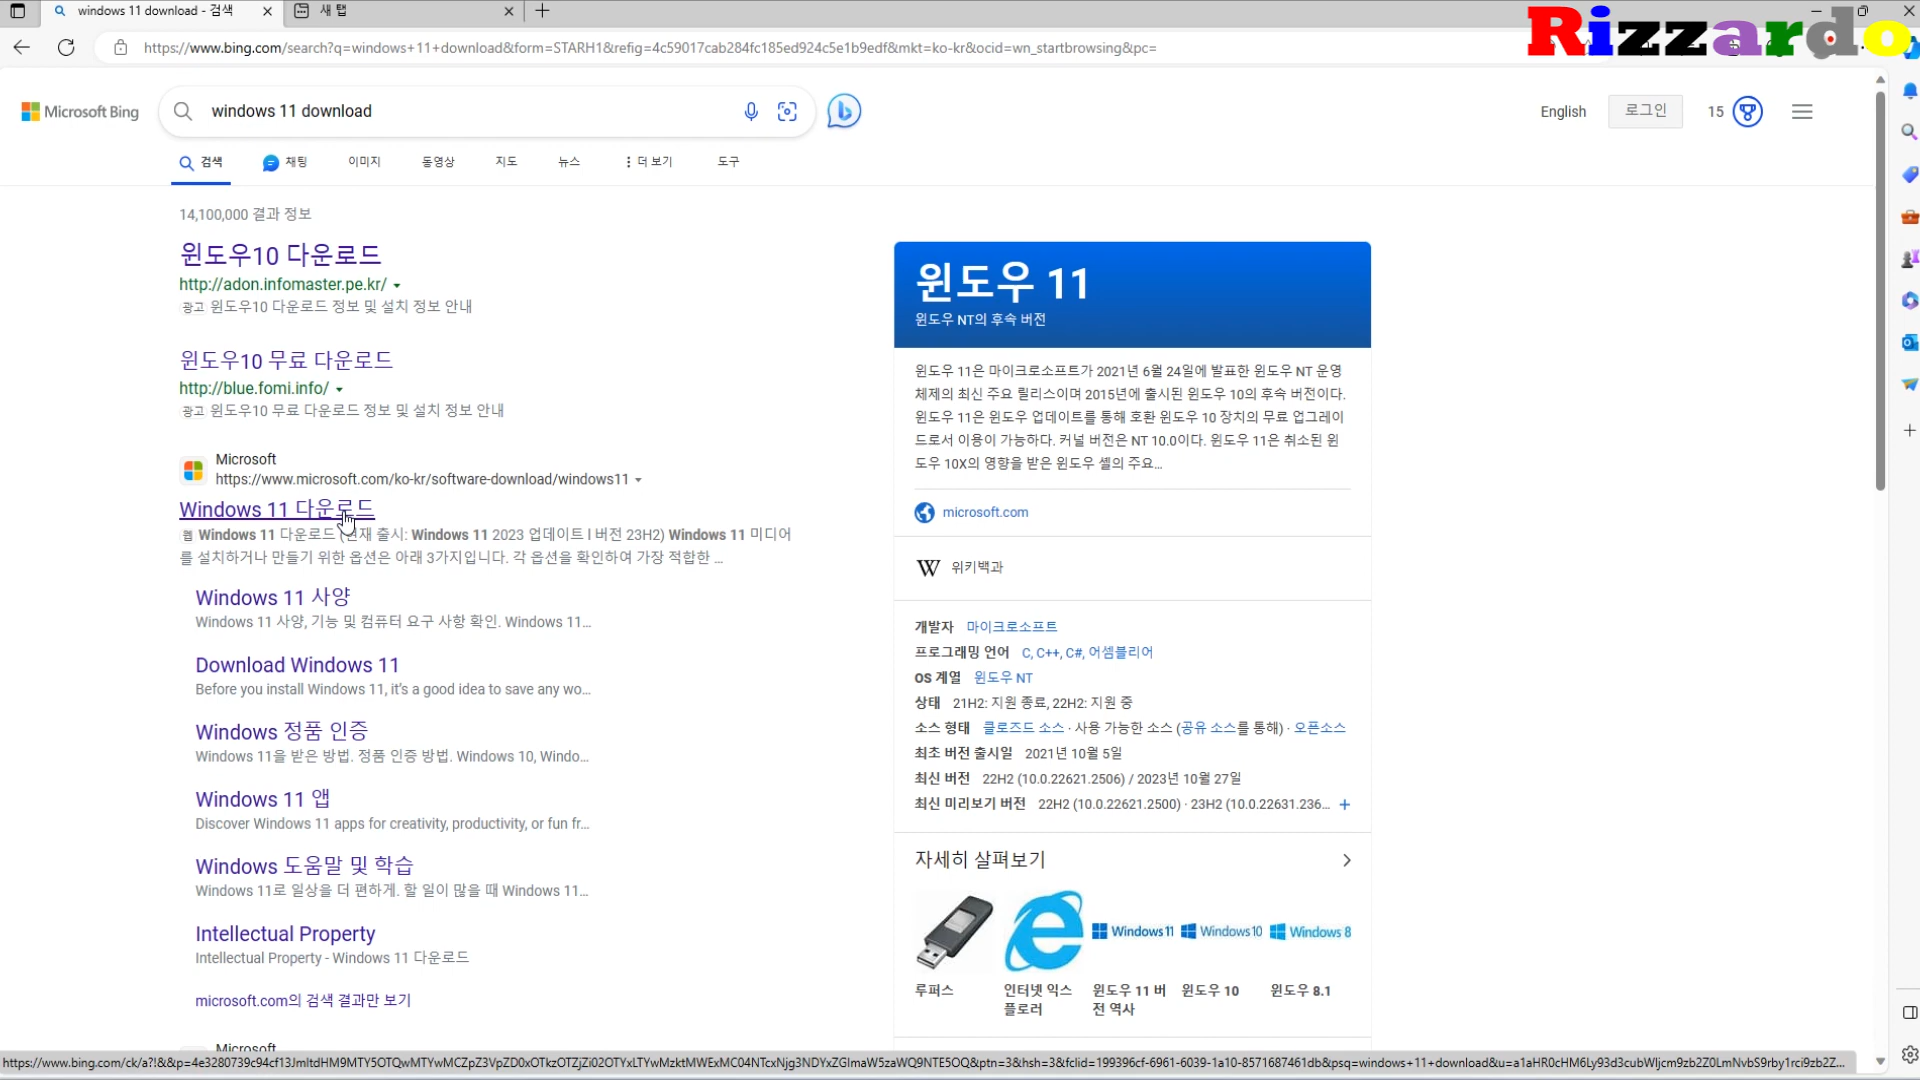 windows 11 download - 검색
새 탭
Rizzardo
https://www.bing.com/search?q=windows+11+download&form=STARH1&refig=4c59017cab284fc185ed924c5e1b9edf&mkt=ko-kr&ocid=wn_startbrowsing&pc=
Microsoft Bing
windows 11 download
English
로그인
15
검색
채팅
이미지
동영상
지도
뉴스
더 보기
도구
14,100,000 결과 정보
윈도우10 다운로드
http://adon.infomaster.pe.kr/
광고 윈도우10 다운로드 정보 및 설치 정보 안내
윈도우10 무료 다운로드
http://blue.fomi.info/
광고 윈도우10 무료 다운로드 정보 및 설치 정보 안내
Microsoft
https://www.microsoft.com/ko-kr/software-download/windows11
Windows 11 다운로드
웹 Windows 11 다운로드 (현재 출시: Windows 11 2023 업데이트 l 버전 23H2) Windows 11 미디어
를 설치하거나 만들기 위한 옵션은 아래 3가지입니다. 각 옵션을 확인하여 가장 적합한 ...
Windows 11 사양
Windows 11 사양, 기능 및 컴퓨터 요구 사항 확인. Windows 11...
Download Windows 11
Before you install Windows 11, it's a good idea to save any wo...
Windows 정품 인증
Windows 11을 받은 방법. 정품 인증 방법. Windows 10, Windo...
Windows 11 앱
Discover Windows 11 apps for creativity, productivity, or fun fr...
Windows 도움말 및 학습
Windows 11로 일상을 더 편하게. 할 일이 많을 때 Windows 11...
Intellectual Property
Intellectual Property - Windows 11 다운로드
microsoft.com의 검색 결과만 보기
Microsoft
윈도우 11
윈도우 NT의 후속 버전
윈도우 11은 마이크로소프트가 2021년 6월 24일에 발표한 윈도우 NT 운영
체제의 최신 주요 릴리스이며 2015년에 출시된 윈도우 10의 후속 버전이다.
윈도우 11은 윈도우 업데이트를 통해 호환 윈도우 10 장치의 무료 업그레이
드로서 이용이 가능하다. 커널 버전은 NT 10.0이다. 윈도우 11은 취소된 윈
도우 10X의 영향을 받은 윈도우 셸의 주요...
microsoft.com
W 위키백과
개발자 마이크로소프트
프로그래밍 언어 C, C++, C#, 어셈블리어
OS 계열 윈도우 NT
상태 21H2: 지원 종료, 22H2: 지원 중
소스 형태 클로즈드 소스 · 사용 가능한 소스 (공유 소스를 통해) · 오픈소스
최초 버전 출시일 2021년 10월 5일
최신 버전 22H2 (10.0.22621.2506) / 2023년 10월 27일
최신 미리보기 버전 22H2 (10.0.22621.2500) · 23H2 (10.0.22631.236...
자세히 살펴보기
Windows 11
Windows 10
Windows 8
루퍼스
인터넷 익스
플로러
윈도우 11 버
전 역사
윈도우 10
윈도우 8.1